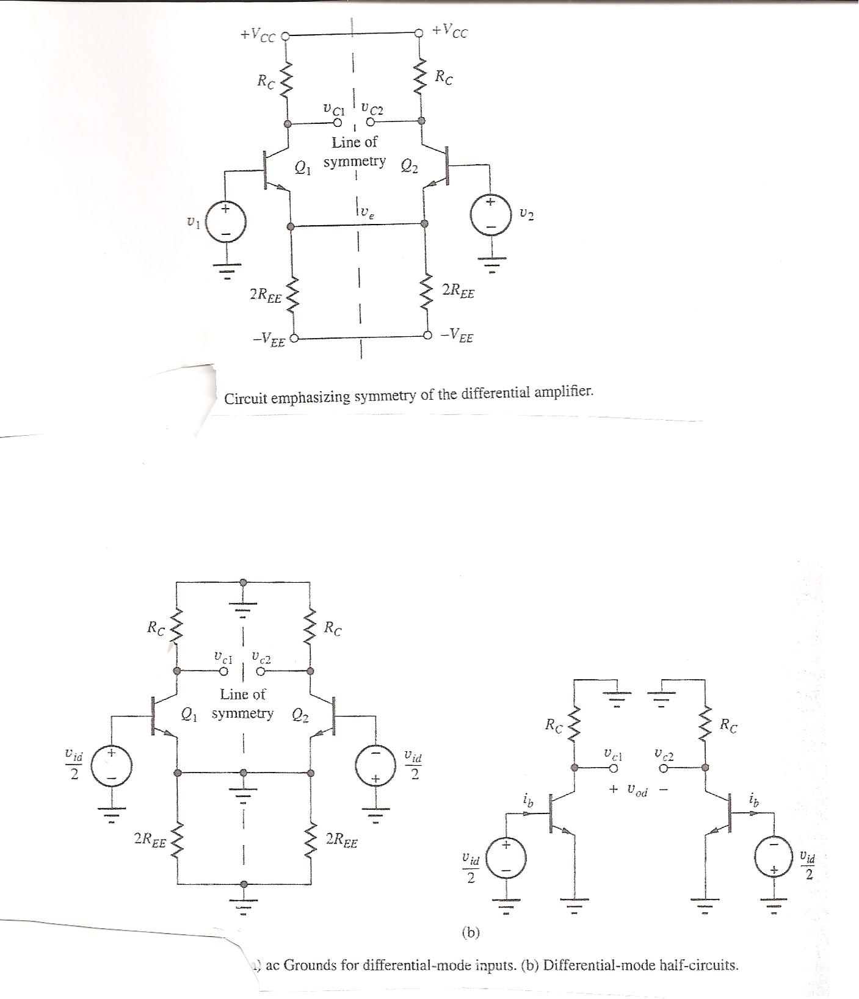 +VCC +VCC
RC RC
vC1 vC2
Line of
symmetry
Q1 Q2
+ +
v1 v2
ve
2REE 2REE
–VEE –VEE
Circuit emphasizing symmetry of the differential amplifier.
RC RC
vc1 vc2
Line of
Q1 symmetry Q2
vid/2 + – – + vid/2
2REE 2REE
RC RC
vc1 vc2
+ vod –
ib ib
vid/2 + – – + vid/2
(b)
) ac Grounds for differential-mode inputs. (b) Differential-mode half-circuits.